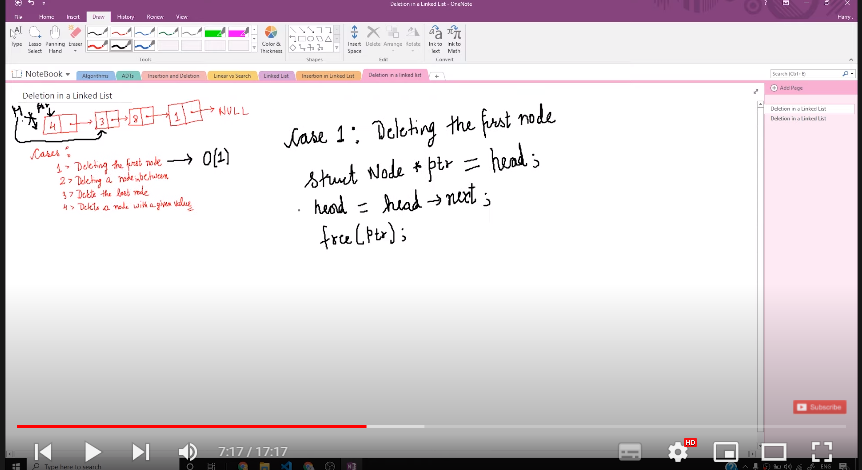 Deletion in a Linked List - OneNote
Harry
File Home Insert Draw History Review View
Type Lasso Select Panning Hand Eraser Color & Thickness Insert Space Delete Arrange Rotate Ink to Text Ink to Math
Tools Shapes Edit Convert
NoteBook Algorithms ADTs Insertion and Deletion Linear vs Search Linked List Insertion in Linked List Deletion in a Linked list Search (Ctrl+E)
Deletion in a Linked List
Add Page
Deletion in a Linked List
Deletion in a Linked List
ptr
4 3 8 1 NULL
Cases:
1 > Deleting the first node O(1)
2 > Deleting a node in between
3 > Delete the last node
4 > Delete a node with a given value
Case 1: Deleting the first node
struct Node *ptr = head;
head = head → next;
free(ptr);
Subscribe
7:17 / 17:17
HD
Type here to search
ENG